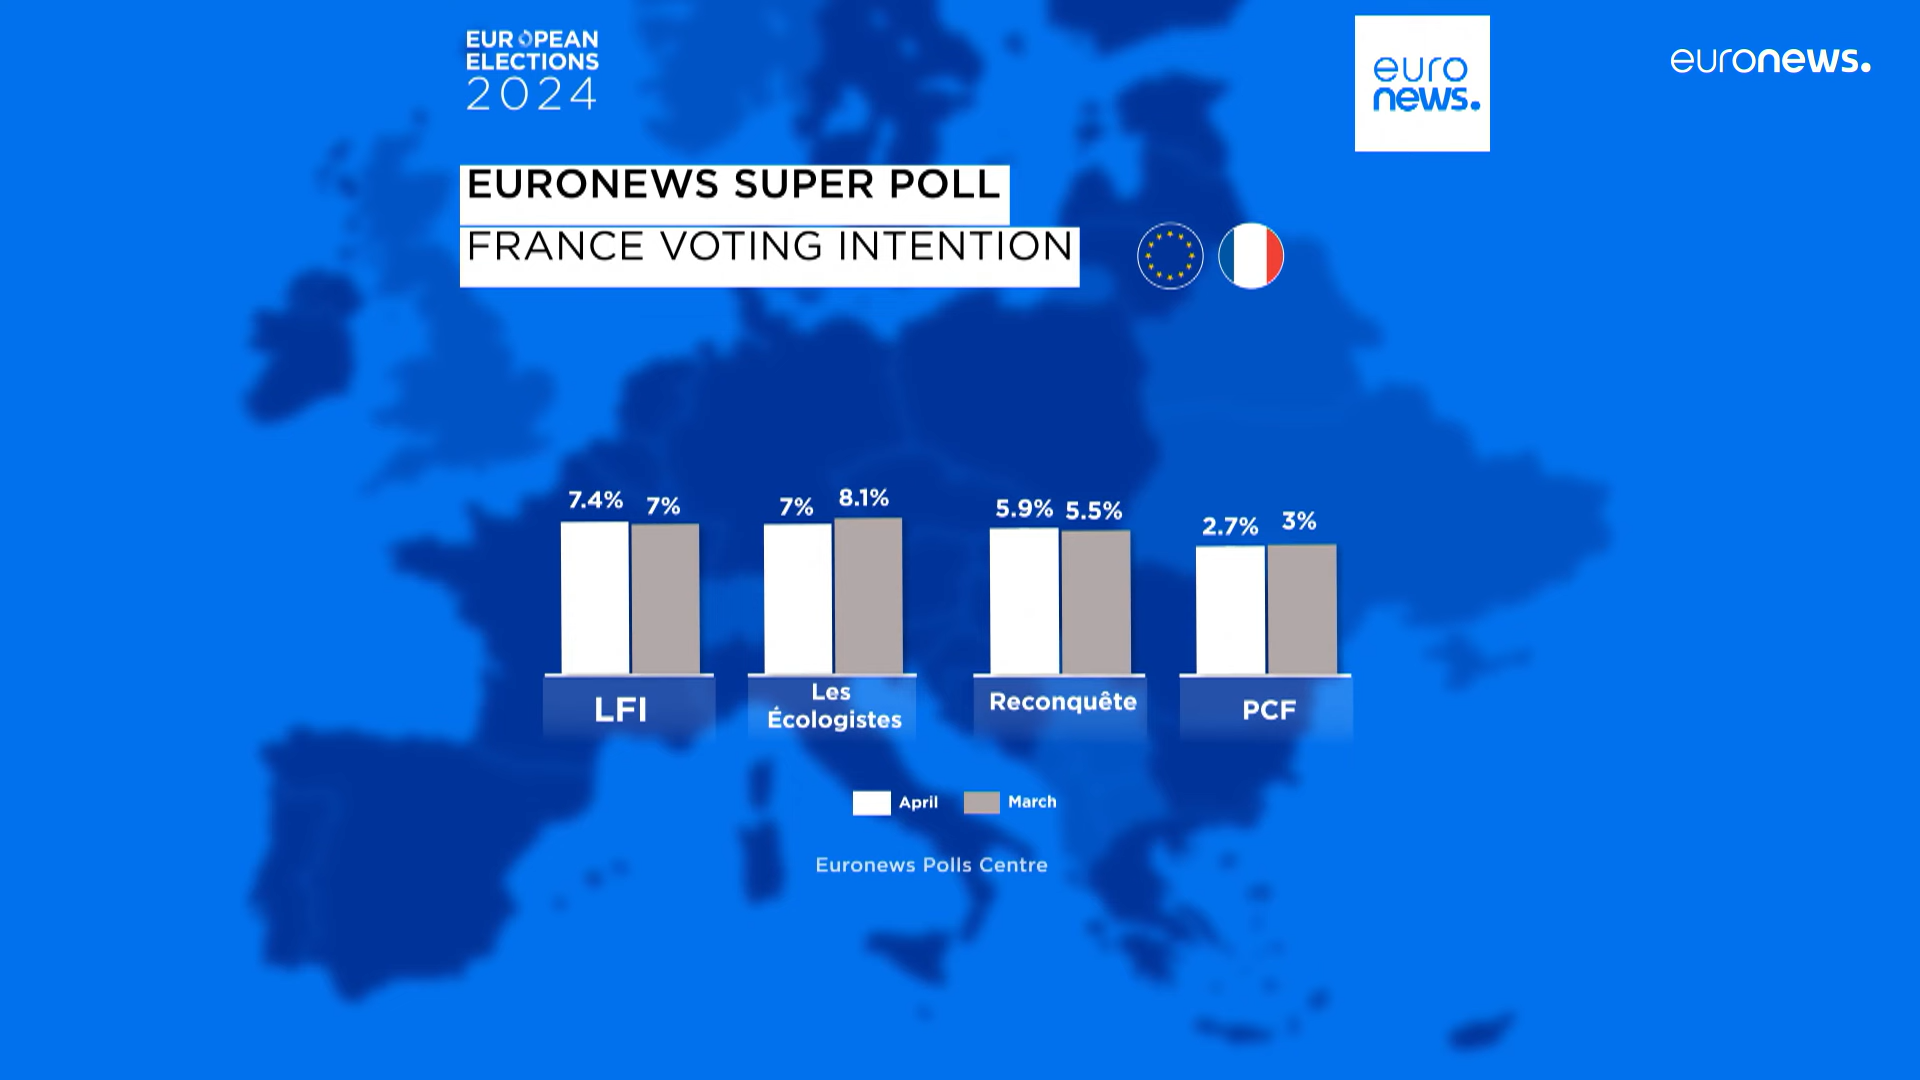 EUROPEAN
ELECTIONS
2024
euro
news.
euronews.
EURONEWS SUPER POLL
FRANCE VOTING INTENTION
7.4% 7% 7% 8.1% 5.9% 5.5% 2.7% 3%
LFI
Les
Écologistes
Reconquête
PCF
April March
Euronews Polls Centre